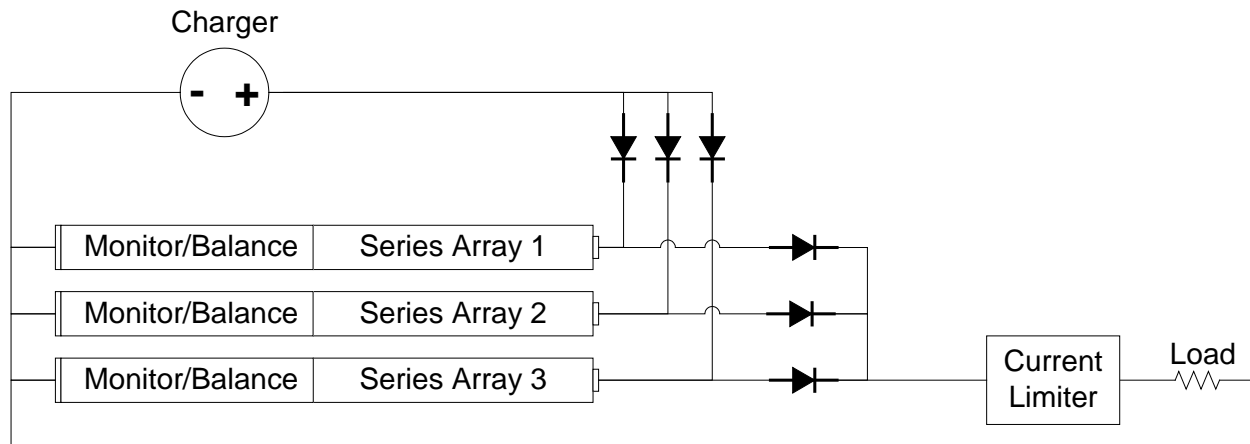 Charger
- +
Monitor/Balance Series Array 1
Monitor/Balance Series Array 2
Monitor/Balance Series Array 3
Current
Limiter
Load